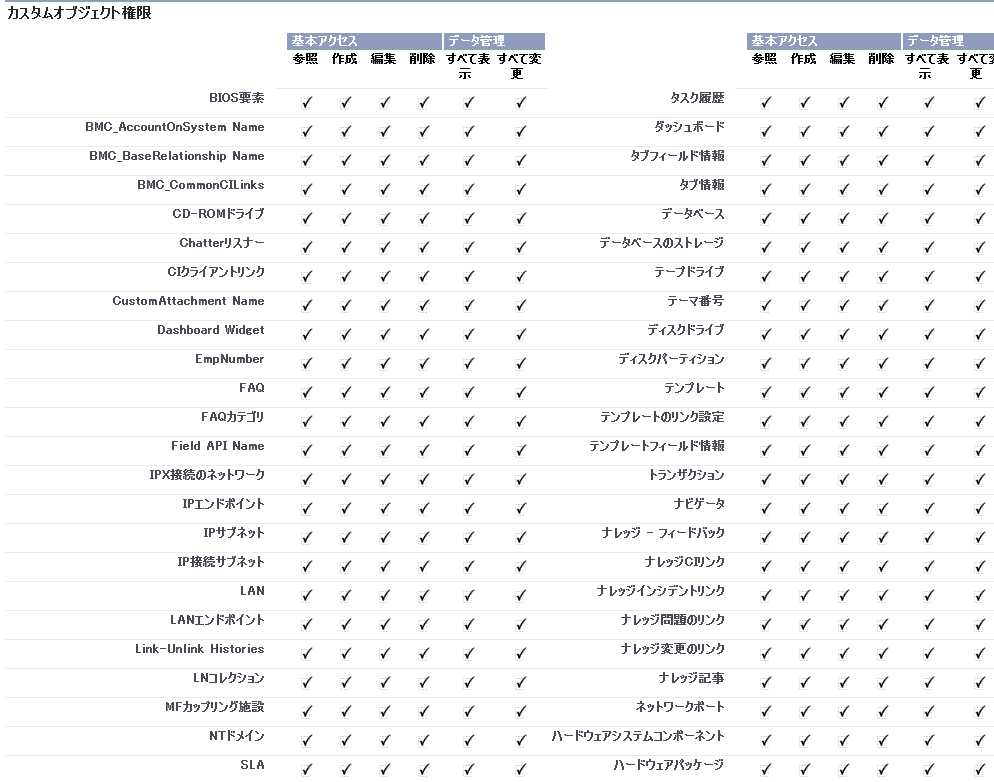 カスタムオブジェクト権限
基本アクセス データ管理 基本アクセス データ管理
参照 作成 編集 削除 すべて表示 すべて変更 参照 作成 編集 削除 すべて表示 すべて変更
BIOS要素 タスク履歴
BMC_AccountOnSystem Name ダッシュボード
BMC_BaseRelationship Name タブフィールド情報
BMC_CommonCILinks タブ情報
CD-ROMドライブ データベース
Chatterリスナー データベースのストレージ
CIクライアントリンク テープドライブ
CustomAttachment Name テーマ番号
Dashboard Widget ディスクドライブ
EmpNumber ディスクパーティション
FAQ テンプレート
FAQカテゴリ テンプレートのリンク設定
Field API Name テンプレートフィールド情報
IPX接続のネットワーク トランザクション
IPエンドポイント ナビゲータ
IPサブネット ナレッジ - フィードバック
IP接続サブネット ナレッジCIリンク
LAN ナレッジインシデントリンク
LANエンドポイント ナレッジ問題のリンク
Link-Unlink Histories ナレッジ変更のリンク
LNコレクション ナレッジ記事
MFカップリング施設 ネットワークポート
NTドメイン ハードウェアシステムコンポーネント
SLA ハードウェアパッケージ